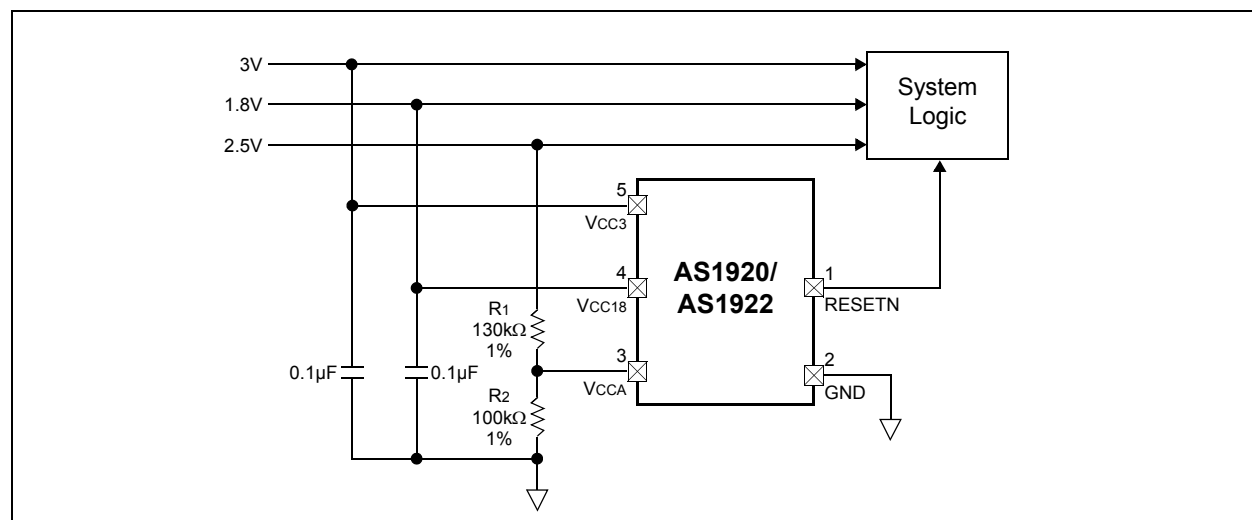 3V
1.8V
2.5V
System
Logic
5
VCC3
4
VCC18
3
VCCA
AS1920/
AS1922
1
RESETN
2
GND
R1
130kΩ
1%
R2
100kΩ
1%
0.1µF
0.1µF